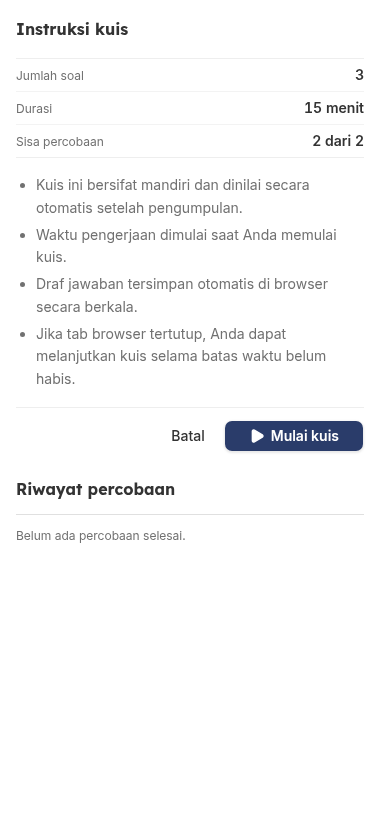 Instruksi kuis
Jumlah soal 3
Durasi 15 menit
Sisa percobaan 2 dari 2
Kuis ini bersifat mandiri dan dinilai secara
otomatis setelah pengumpulan.
Waktu pengerjaan dimulai saat Anda memulai
kuis.
Draf jawaban tersimpan otomatis di browser
secara berkala.
Jika tab browser tertutup, Anda dapat
melanjutkan kuis selama batas waktu belum
habis.
Batal Mulai kuis
Riwayat percobaan
Belum ada percobaan selesai.